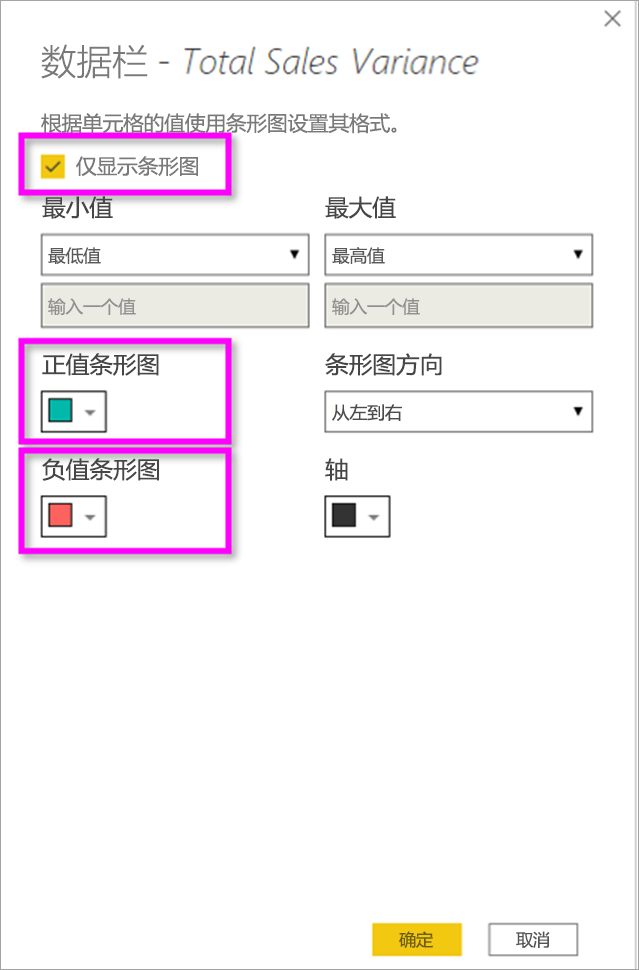 数据栏 - Total Sales Variance
根据单元格的值使用条形图设置其格式。
仅显示条形图
最小值
最大值
最低值
最高值
输入一个值
输入一个值
正值条形图
条形图方向
从左到右
负值条形图
轴
确定
取消